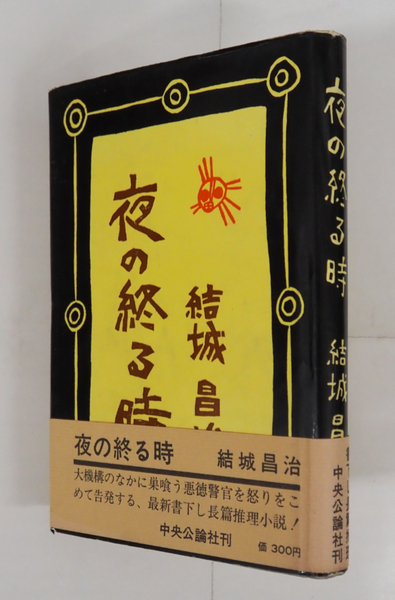 夜の終る時
結城昌治
夜の終る時 結城昌治
大機構のなかに巣喰う悪徳警官を怒りをこ
めて告発する、最新書下し長篇推理小説!
中央公論社刊
価 300円
夜の終る時 結城昌
中央公論社刊